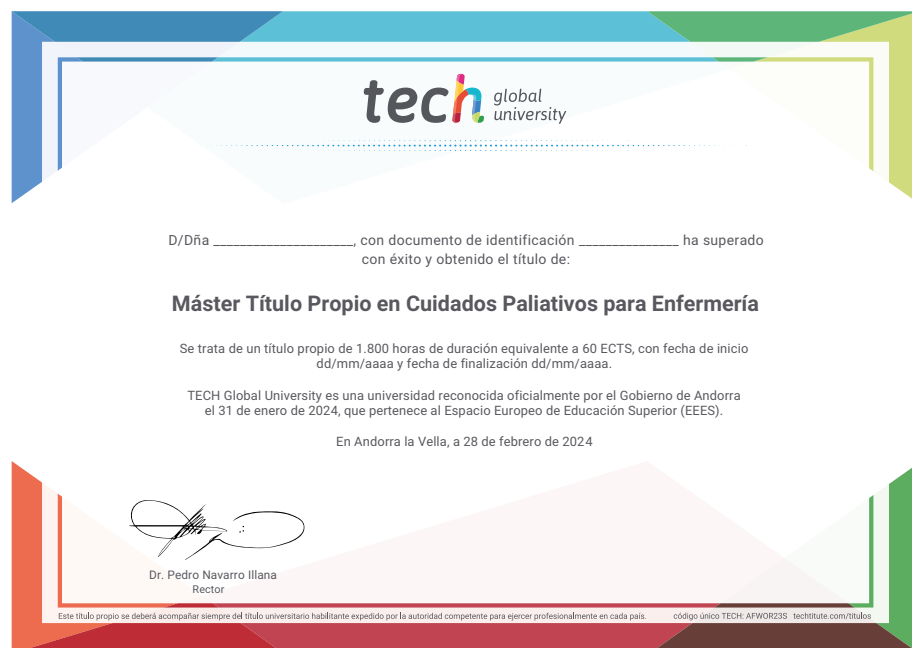 tech global
university
D/Dña _____________________, con documento de identificación _______________ ha superado
con éxito y obtenido el título de:
Máster Título Propio en Cuidados Paliativos para Enfermería
Se trata de un título propio de 1.800 horas de duración equivalente a 60 ECTS, con fecha de inicio
dd/mm/aaaa y fecha de finalización dd/mm/aaaa.
TECH Global University es una universidad reconocida oficialmente por el Gobierno de Andorra
el 31 de enero de 2024, que pertenece al Espacio Europeo de Educación Superior (EEES).
En Andorra la Vella, a 28 de febrero de 2024
Dr. Pedro Navarro Illana
Rector
Este título propio se deberá acompañar siempre del título universitario habilitante expedido por la autoridad competente para ejercer profesionalmente en cada país. código único TECH: AFWOR23S techtitute.com/titulos